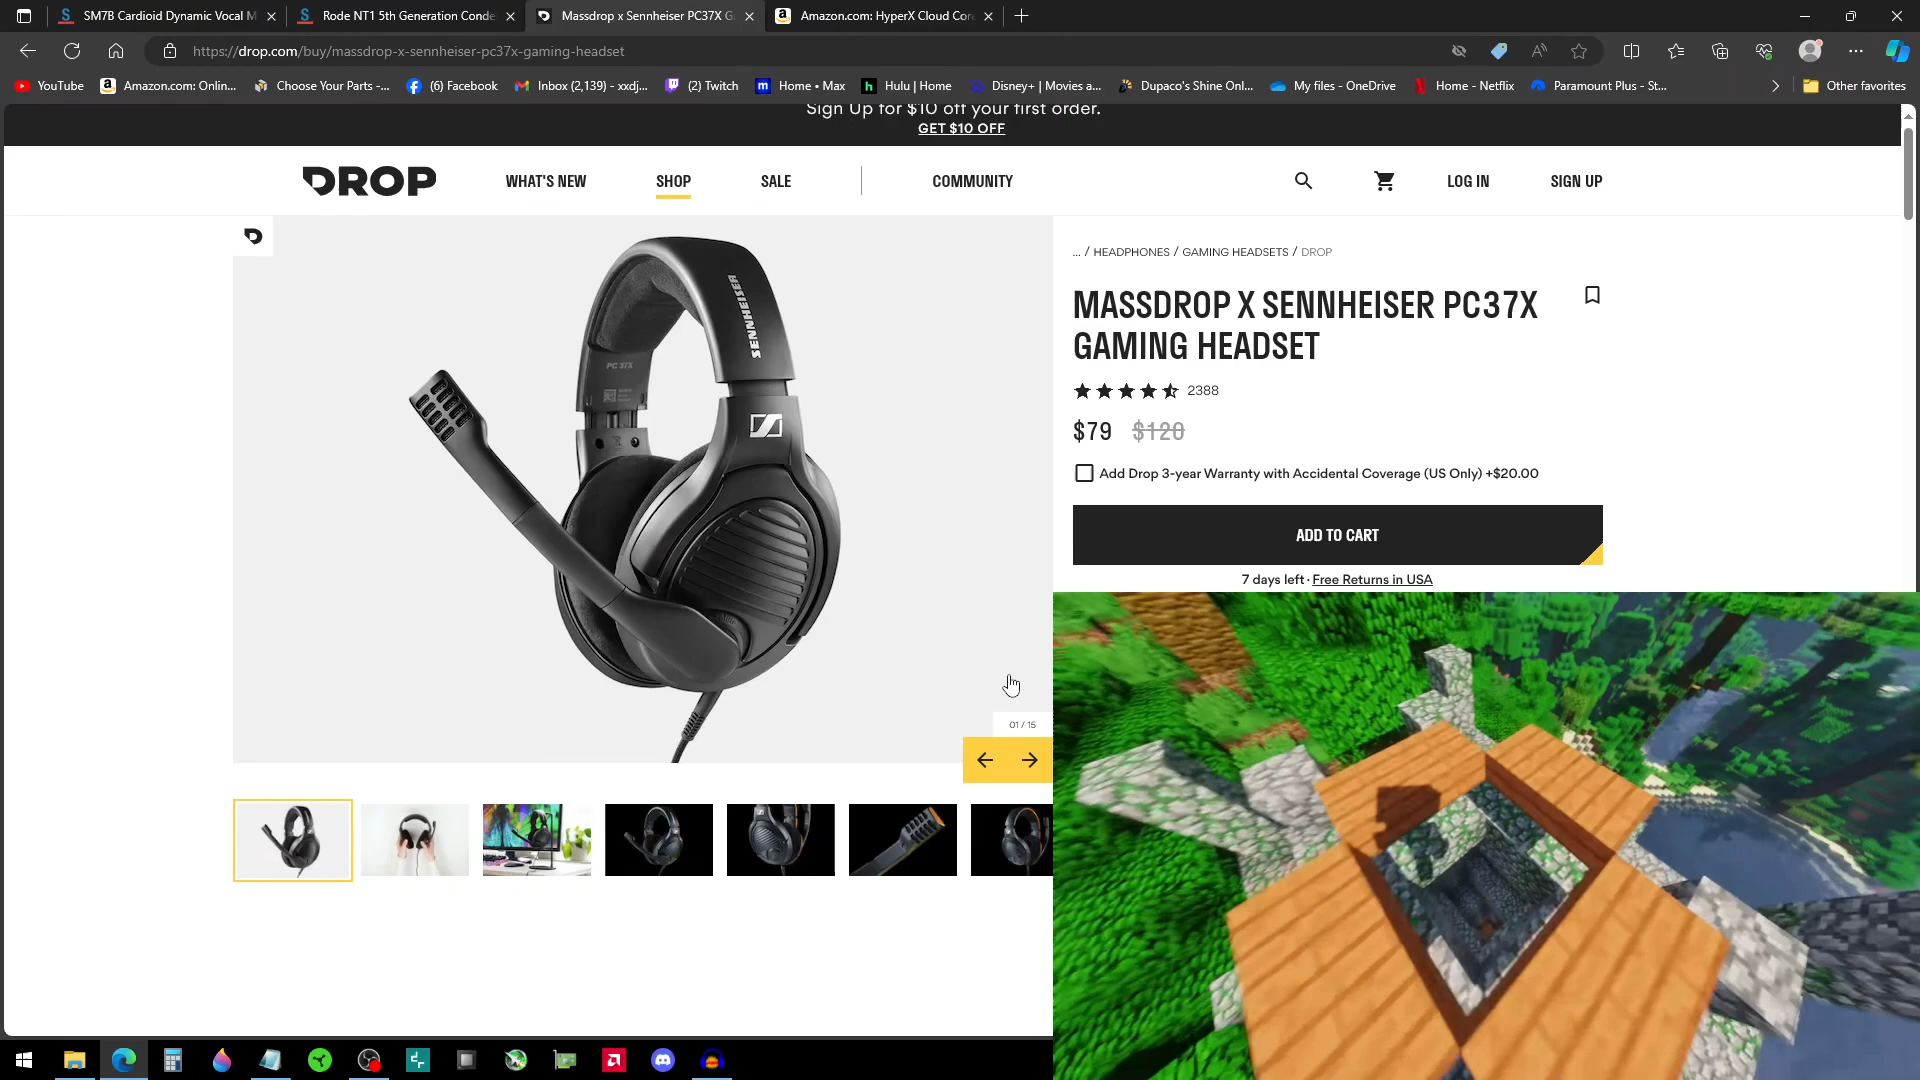 SM7B Cardioid Dynamic Vocal M
Rode NT1 5th Generation Conde
Massdrop x Sennheiser PC37X G
Amazon.com: HyperX Cloud Cor
https://drop.com/buy/massdrop-x-sennheiser-pc37x-gaming-headset
YouTube
Amazon.com: Onlin...
Choose Your Parts -...
(6) Facebook
Inbox (2,139) - xxdj...
(2) Twitch
Home • Max
Hulu | Home
Disney+ | Movies a...
Dupaco's Shine Onl...
My files - OneDrive
Home - Netflix
Paramount Plus - St...
Other favorites
Sign Up for $10 off your first order.
GET $10 OFF
DROP
WHAT'S NEW
SHOP
SALE
COMMUNITY
LOG IN
SIGN UP
... / HEADPHONES / GAMING HEADSETS / DROP
MASSDROP X SENNHEISER PC37X
GAMING HEADSET
2388
$79 $120
Add Drop 3-year Warranty with Accidental Coverage (US Only) +$20.00
ADD TO CART
7 days left · Free Returns in USA
SENNHEISER
PC 37X
01 / 15